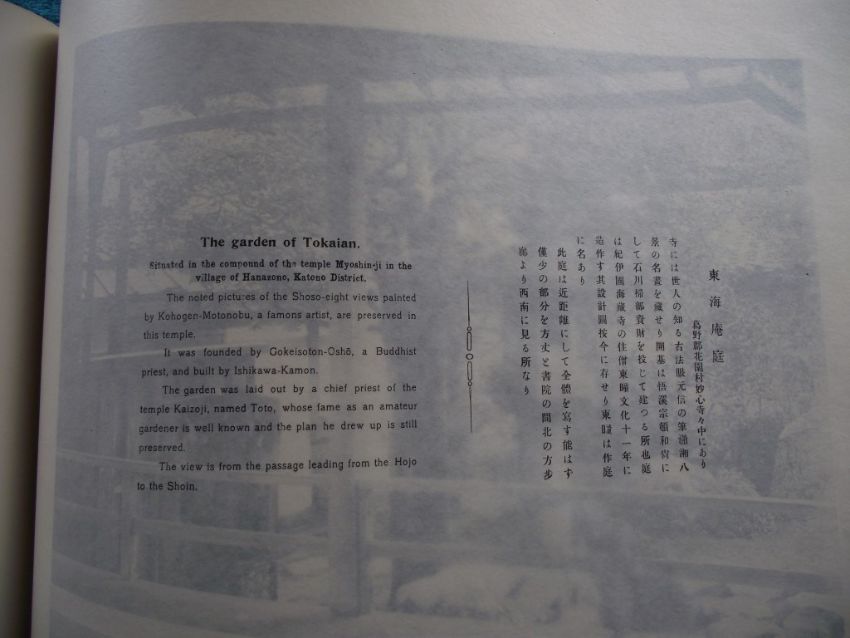 The garden of Tokaian.
Sitnated in the compound of the temple Myoshin-ji in the
village of Hanazono, Katono District.
The noted pictures of the Shoso-eight views painted
by Kohogen-Motonobu, a famons artist, are preserved in
this temple.
It was founded by Gokeisoton-Oshō, a Buddhist
priest, and built by Ishikawa-Kamon.
The garden was laid out by a chief priest of the
temple Kaizoji, named Toto, whose fame as an amateur
gardener is well known and the plan he drew up is still
preserved.
The view is from the passage leading from the Hojo
to the Shoin.
東海庵庭
葛野郡花園村妙心寺々中にあり
寺には世人の知る古法眼元信の筆瀟湘八
景の名畫を藏せり開基は悟溪宗頓和尚に
して石川掃部資財を投じて建つる所也庭
は紀伊國海藏寺の住僧東睡文化十一年に
造作す其設計圖按今に存せり東睡は作庭
に名あり
此庭は近距離にして全體を寫す能はす
僅少の部分を方丈と書院の間北の方步
廊より西南に見る所なり